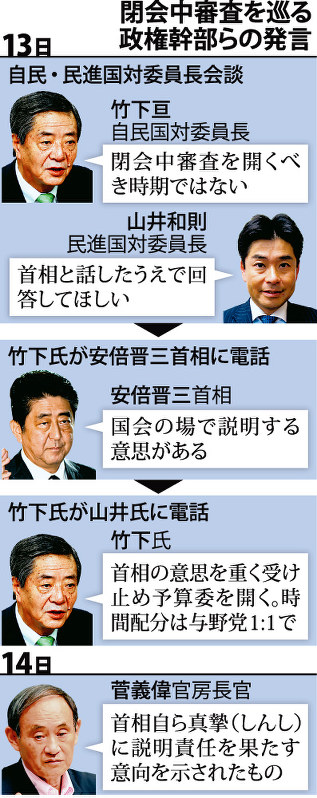 閉会中審査を巡る
政権幹部らの発言
13日
自民・民進国対委員長会談
竹下亘
自民国対委員長
閉会中審査を開くべ
き時期ではない
山井和則
民進国対委員長
首相と話したうえで回
答してほしい
竹下氏が安倍晋三首相に電話
安倍晋三首相
国会の場で説明する
意思がある
竹下氏が山井氏に電話
竹下氏
首相の意思を重く受け
止め予算委を開く。時
間配分は与野党1:1で
14日
菅義偉官房長官
首相自ら真摯(しんし)
に説明責任を果たす
意向を示されたもの